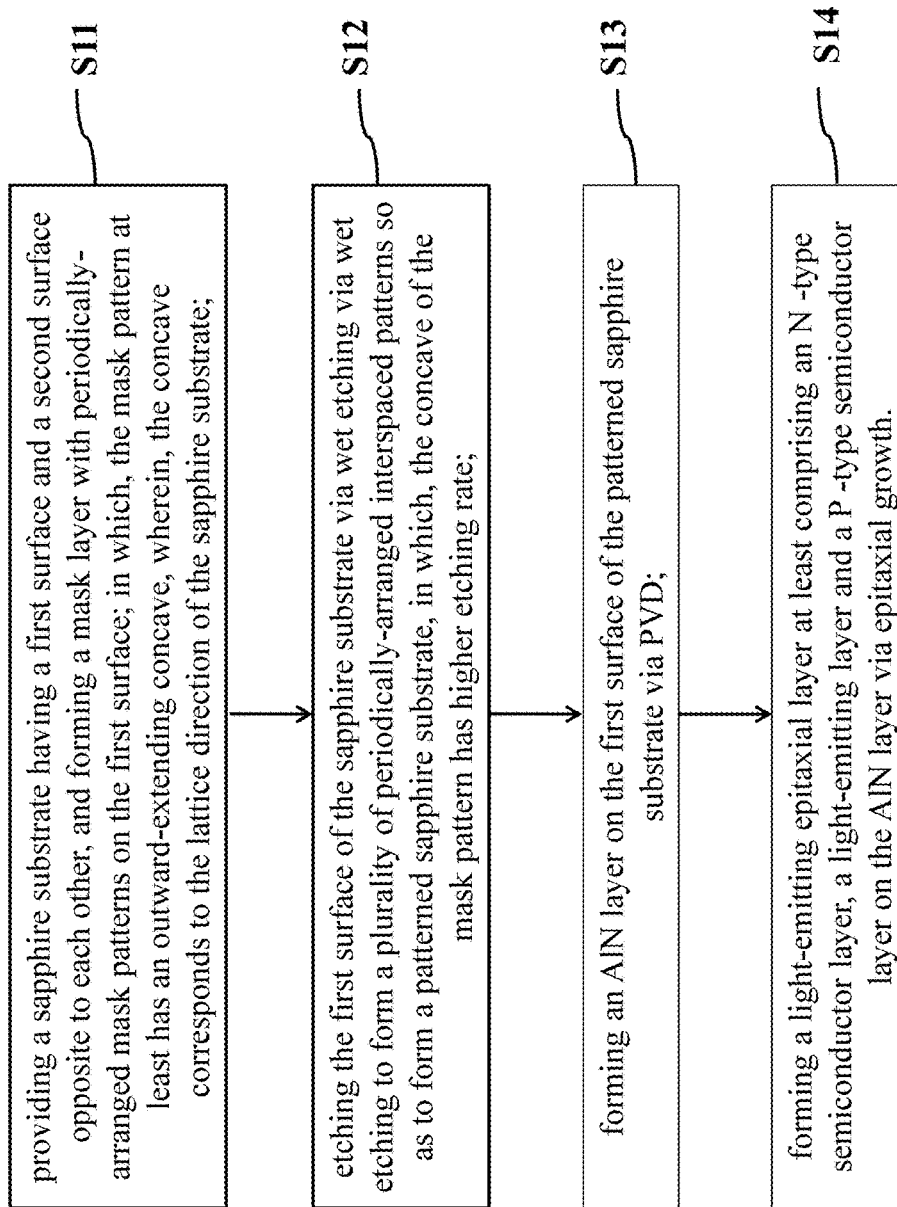 providing a sapphire substrate having a first surface and a second surface
opposite to each other, and forming a mask layer with periodically-
arranged mask patterns on the first surface; in which, the mask pattern at
least has an outward-extending concave, wherein, the concave
corresponds to the lattice direction of the sapphire substrate;
S11
etching the first surface of the sapphire substrate via wet etching via wet
etching to form a plurality of periodically-arranged interspaced patterns so
as to form a patterned sapphire substrate, in which, the concave of the
mask pattern has higher etching rate;
S12
forming an AlN layer on the first surface of the patterned sapphire
substrate via PVD;
S13
forming a light-emitting epitaxial layer at least comprising an N -type
semiconductor layer, a light-emitting layer and a P -type semiconductor
layer on the AlN layer via epitaxial growth.
S14